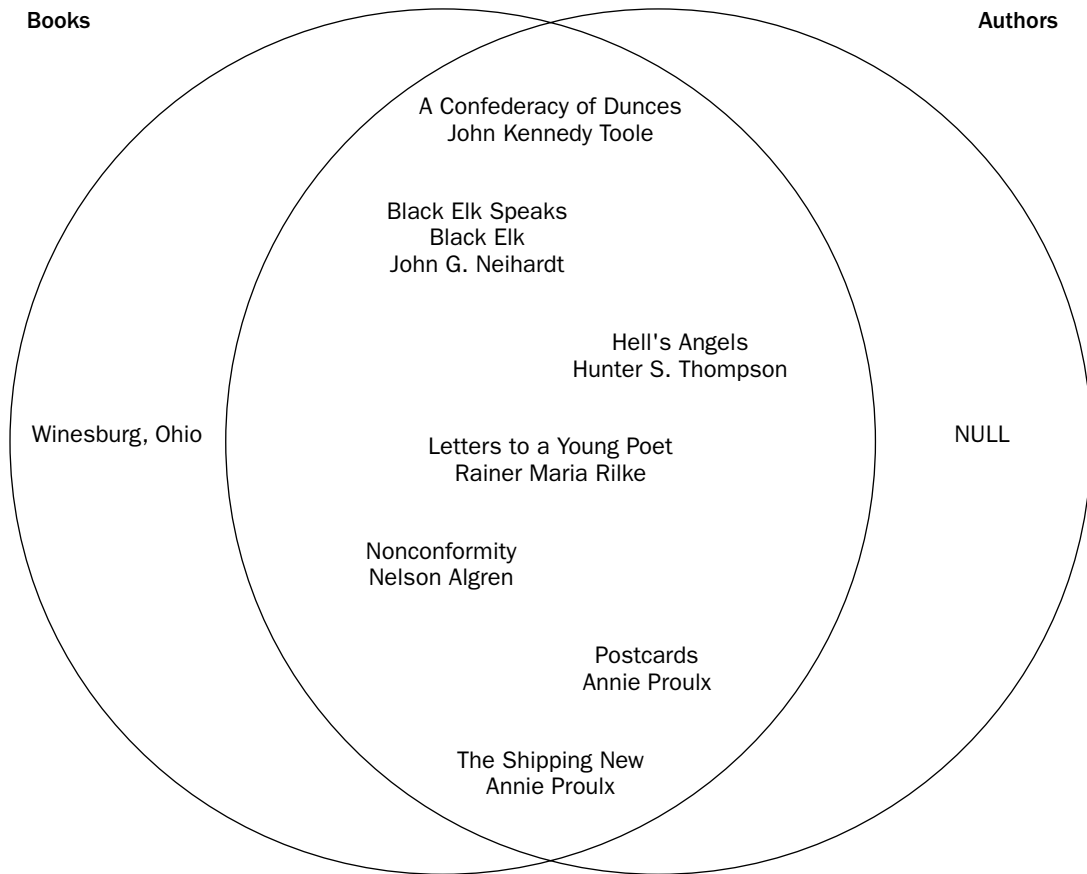 Books
Authors
A Confederacy of Dunces
John Kennedy Toole
Black Elk Speaks
Black Elk
John G. Neihardt
Hell's Angels
Hunter S. Thompson
Winesburg, Ohio
NULL
Letters to a Young Poet
Rainer Maria Rilke
Nonconformity
Nelson Algren
Postcards
Annie Proulx
The Shipping New
Annie Proulx